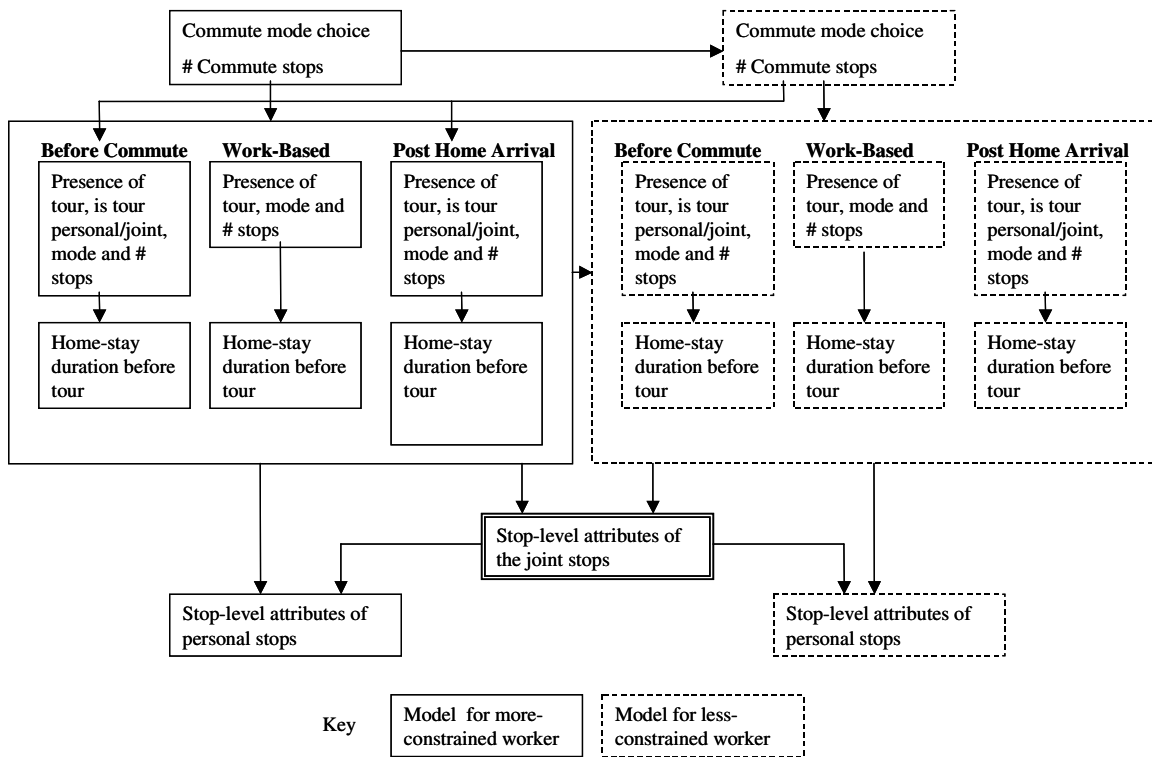 Commute mode choice
# Commute stops
Commute mode choice
# Commute stops
Before Commute
Presence of
tour, is tour
personal/joint,
mode and #
stops
Home-stay
duration before
tour
Work-Based
Presence of
tour, mode and
# stops
Home-stay
duration before
tour
Post Home Arrival
Presence of
tour, is tour
personal/joint,
mode and #
stops
Home-stay
duration before
tour
Before Commute
Presence of
tour, is tour
personal/joint,
mode and #
stops
Home-stay
duration before
tour
Work-Based
Presence of
tour, mode and
# stops
Home-stay
duration before
tour
Post Home Arrival
Presence of
tour, is tour
personal/joint,
mode and #
stops
Home-stay
duration before
tour
Stop-level attributes of
the joint stops
Stop-level attributes of
personal stops
Stop-level attributes of
personal stops
Key
Model for more-
constrained worker
Model for less-
constrained worker